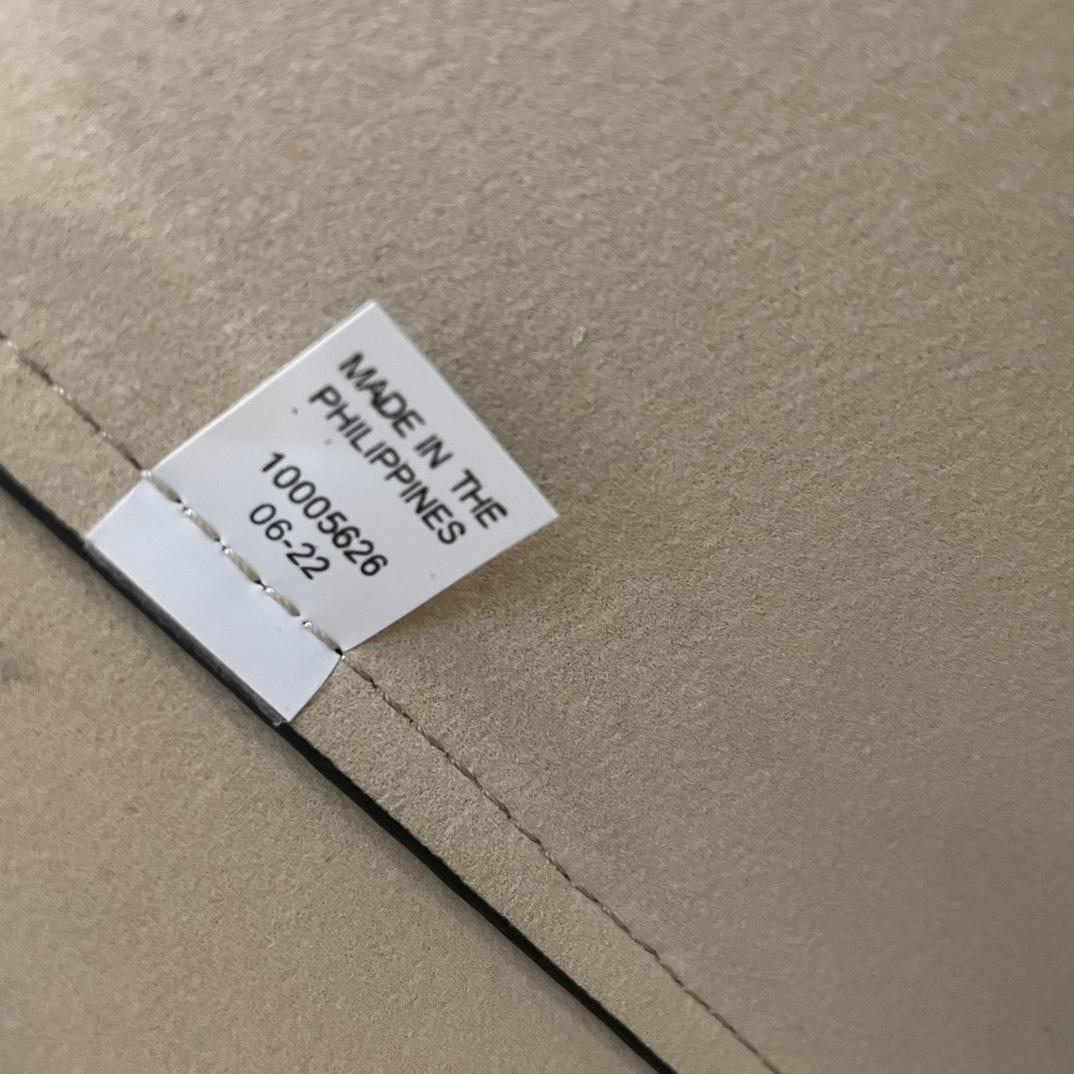 MADE IN THE
PHILIPPINES
10005626
06-22